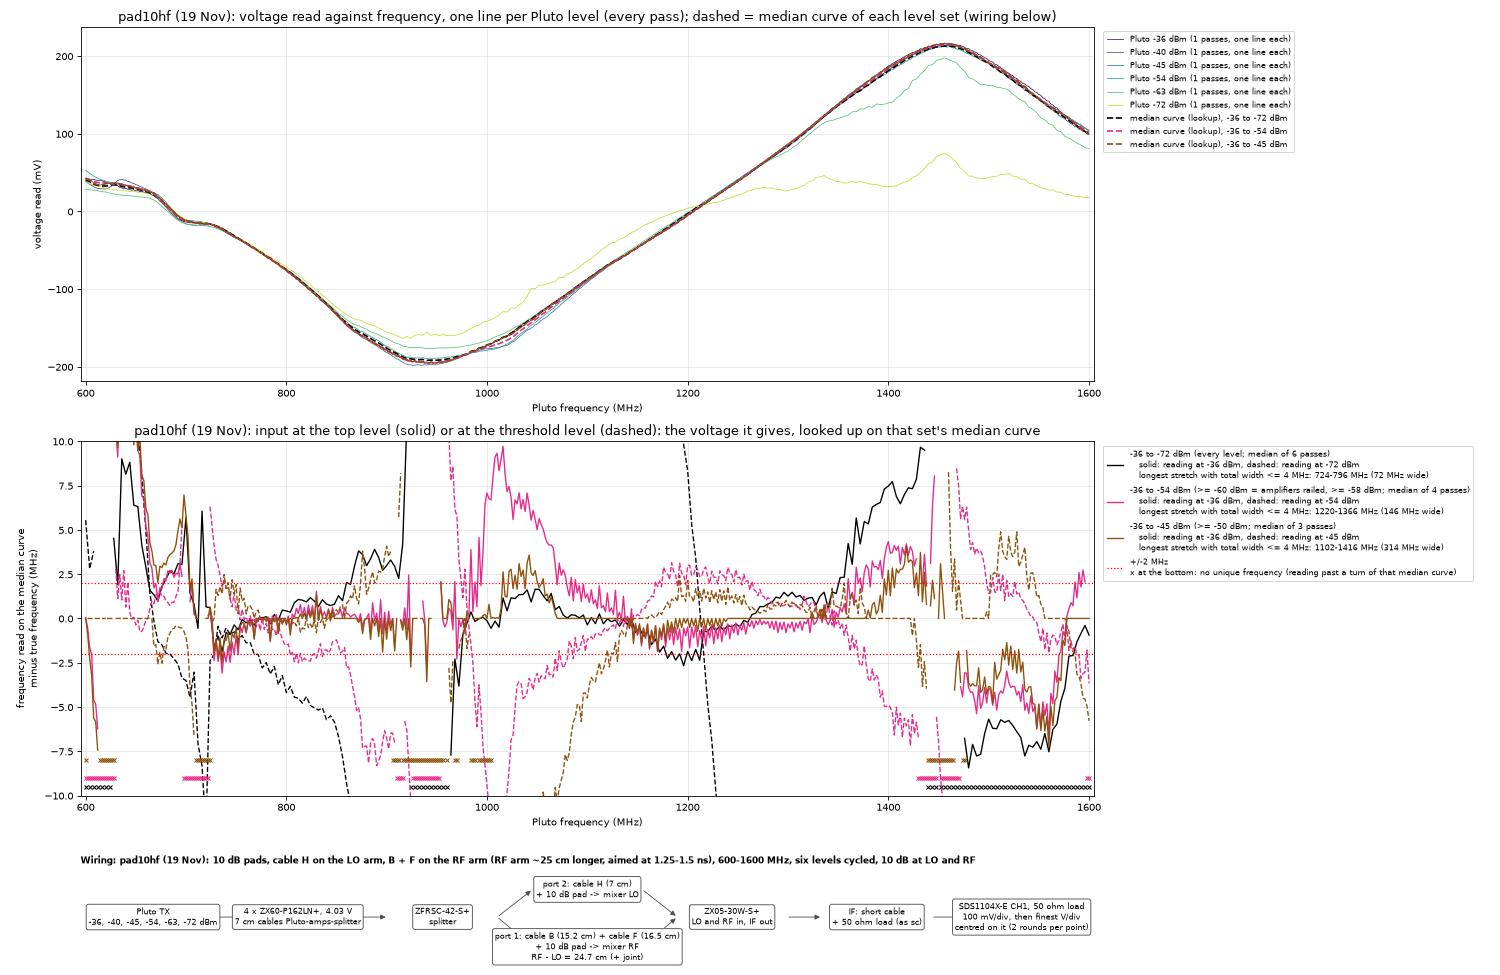 pad10hf (19 Nov): voltage read against frequency, one line per Pluto level (every pass); dashed = median curve of each level set (wiring below)
voltage read (mV)
200
100
0
−100
−200
600
800
1000
1200
1400
1600
Pluto frequency (MHz)
Pluto -36 dBm (1 passes, one line each)
Pluto -40 dBm (1 passes, one line each)
Pluto -45 dBm (1 passes, one line each)
Pluto -54 dBm (1 passes, one line each)
Pluto -63 dBm (1 passes, one line each)
Pluto -72 dBm (1 passes, one line each)
median curve (lookup), -36 to -72 dBm
median curve (lookup), -36 to -54 dBm
median curve (lookup), -36 to -45 dBm
pad10hf (19 Nov): input at the top level (solid) or at the threshold level (dashed): the voltage it gives, looked up on that set's median curve
frequency read on the median curve
minus true frequency (MHz)
10.0
7.5
5.0
2.5
0.0
−2.5
−5.0
−7.5
−10.0
600
800
1000
1200
1400
1600
Pluto frequency (MHz)
-36 to -72 dBm (every level; median of 6 passes)
solid: reading at -36 dBm, dashed: reading at -72 dBm
longest stretch with total width <= 4 MHz: 724-796 MHz (72 MHz wide)
-36 to -54 dBm (>= -60 dBm = amplifiers railed, >= -58 dBm; median of 4 passes)
solid: reading at -36 dBm, dashed: reading at -54 dBm
longest stretch with total width <= 4 MHz: 1220-1366 MHz (146 MHz wide)
-36 to -45 dBm (>= -50 dBm; median of 3 passes)
solid: reading at -36 dBm, dashed: reading at -45 dBm
longest stretch with total width <= 4 MHz: 1102-1416 MHz (314 MHz wide)
+/-2 MHz
x at the bottom: no unique frequency (reading past a turn of that median curve)
Wiring: pad10hf (19 Nov): 10 dB pads, cable H on the LO arm, B + F on the RF arm (RF arm ~25 cm longer, aimed at 1.25-1.5 ns), 600-1600 MHz, six levels cycled, 10 dB at LO and RF
Pluto TX
-36, -40, -45, -54, -63, -72 dBm
4 x ZX60-P162LN+, 4.03 V
7 cm cables Pluto-amps-splitter
ZFRSC-42-S+
splitter
port 2: cable H (7 cm)
+ 10 dB pad -> mixer LO
port 1: cable B (15.2 cm) + cable F (16.5 cm)
+ 10 dB pad -> mixer RF
RF - LO = 24.7 cm (+ joint)
ZX05-30W-S+
LO and RF in, IF out
IF: short cable
+ 50 ohm load (as sc)
SDS1104X-E CH1, 50 ohm load
100 mV/div, then finest V/div
centred on it (2 rounds per point)